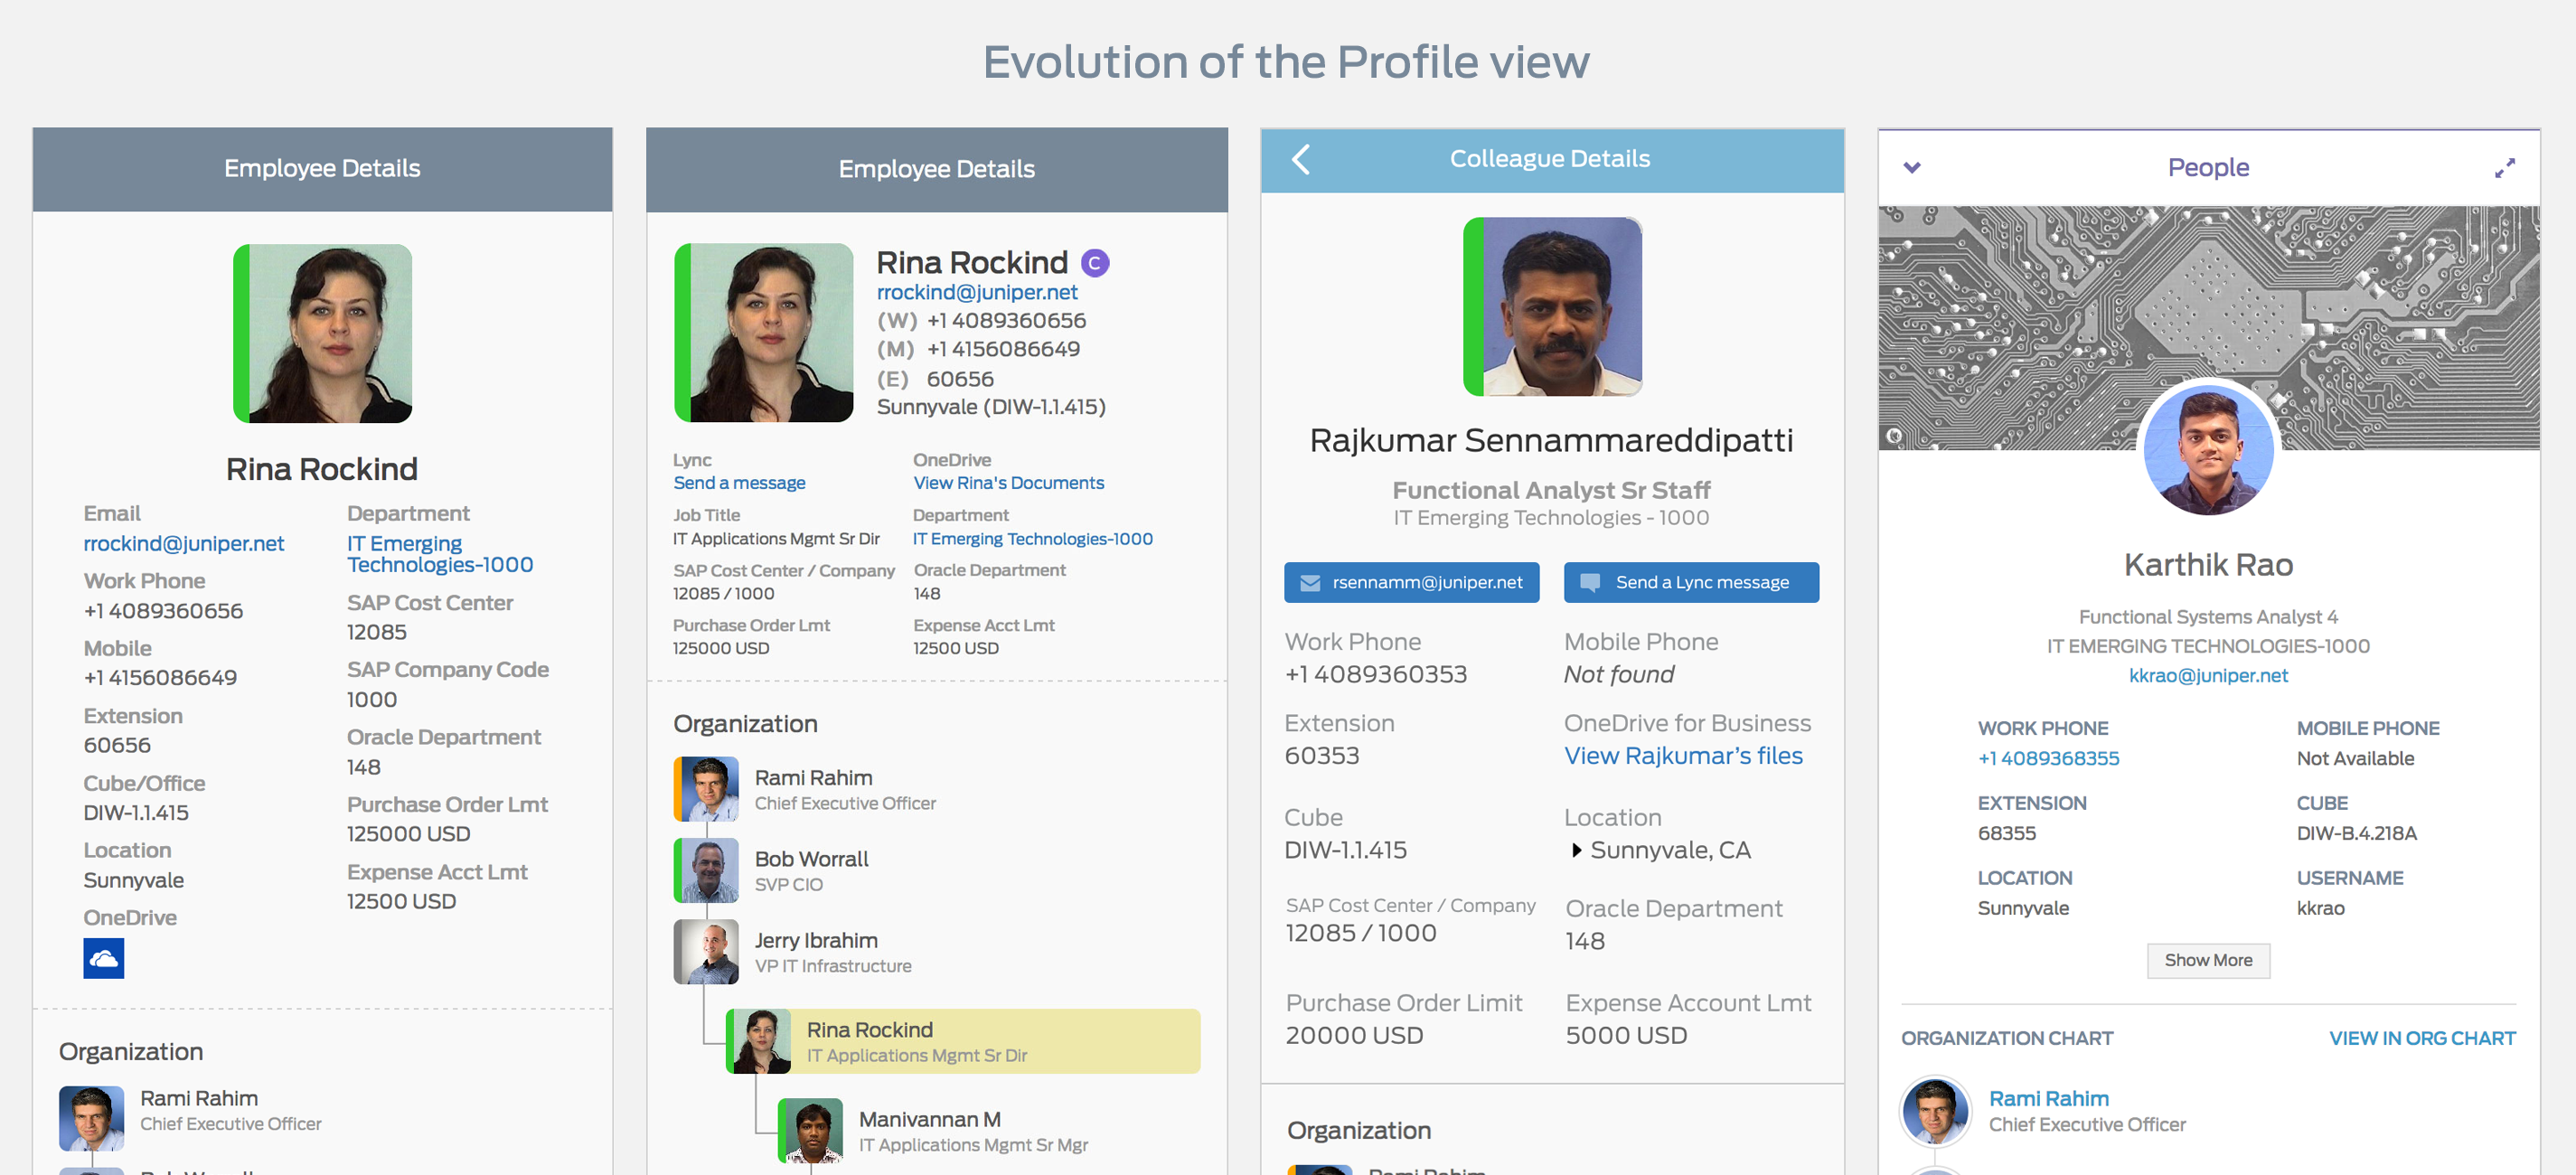 Evolution of the Profile view
Employee Details
Rina Rockind
Email
rrockind@juniper.net
Work Phone
+1 4089360656
Mobile
+1 4156086649
Extension
60656
Cube/Office
DIW-1.1.415
Location
Sunnyvale
OneDrive
Department
IT Emerging
Technologies-1000
SAP Cost Center
12085
SAP Company Code
1000
Oracle Department
148
Purchase Order Lmt
125000 USD
Expense Acct Lmt
12500 USD
Organization
Rami Rahim
Chief Executive Officer
Employee Details
Rina Rockind C
rrockind@juniper.net
(W) +1 4089360656
(M) +1 4156086649
(E) 60656
Sunnyvale (DIW-1.1.415)
Lync
Send a message
OneDrive
View Rina's Documents
Job Title
IT Applications Mgmt Sr Dir
Department
IT Emerging Technologies-1000
SAP Cost Center / Company
12085 / 1000
Oracle Department
148
Purchase Order Lmt
125000 USD
Expense Acct Lmt
12500 USD
Organization
Rami Rahim
Chief Executive Officer
Bob Worrall
SVP CIO
Jerry Ibrahim
VP IT Infrastructure
Rina Rockind
IT Applications Mgmt Sr Dir
Manivannan M
IT Applications Mgmt Sr Mgr
Colleague Details
Rajkumar Sennammareddipatti
Functional Analyst Sr Staff
IT Emerging Technologies - 1000
rsennamm@juniper.net
Send a Lync message
Work Phone
+1 4089360353
Mobile Phone
Not found
Extension
60353
OneDrive for Business
View Rajkumar’s files
Cube
DIW-1.1.415
Location
Sunnyvale, CA
SAP Cost Center / Company
12085 / 1000
Oracle Department
148
Purchase Order Limit
20000 USD
Expense Account Lmt
5000 USD
Organization
Rami Rahim
People
Karthik Rao
Functional Systems Analyst 4
IT EMERGING TECHNOLOGIES-1000
kkrao@juniper.net
WORK PHONE
+1 4089368355
MOBILE PHONE
Not Available
EXTENSION
68355
CUBE
DIW-B.4.218A
LOCATION
Sunnyvale
USERNAME
kkrao
Show More
ORGANIZATION CHART
VIEW IN ORG CHART
Rami Rahim
Chief Executive Officer